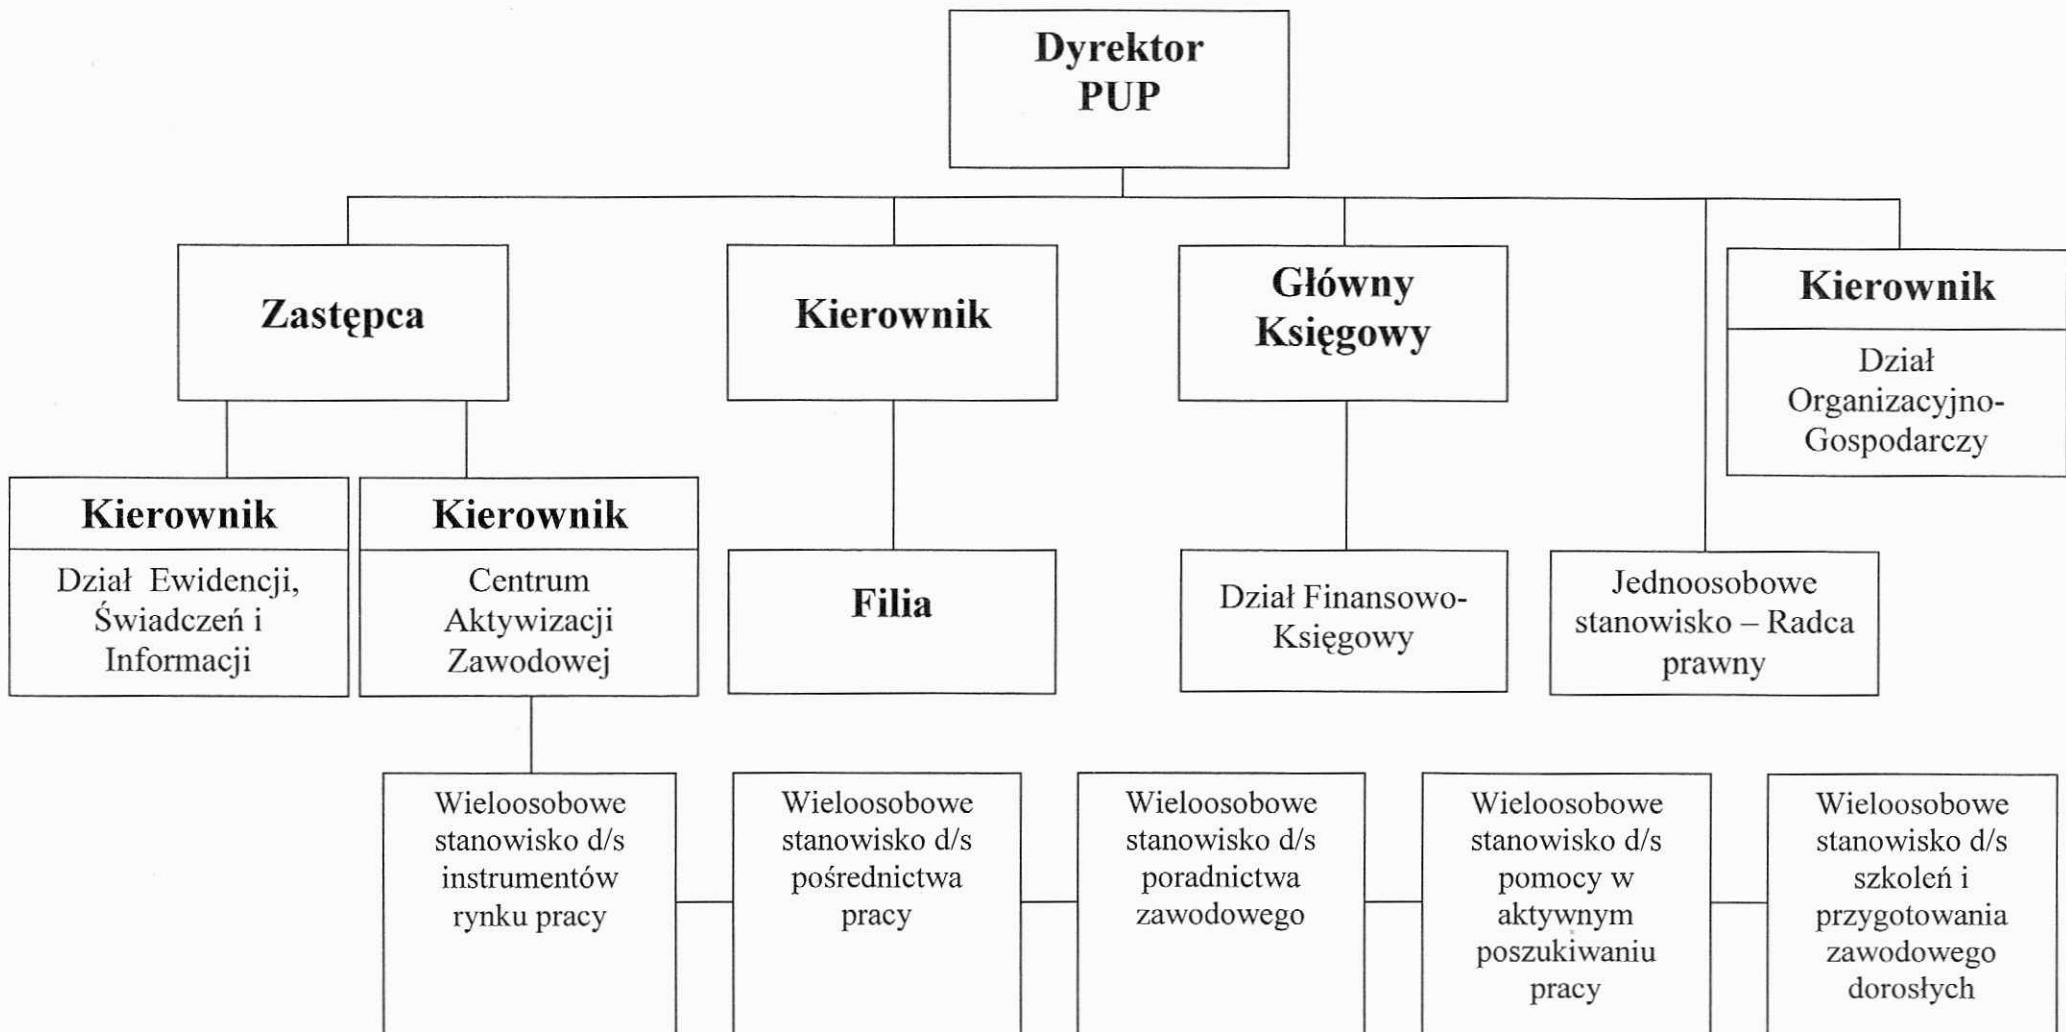 Dyrektor
PUP
Zastępca
Kierownik
Główny
Księgowy
Kierownik
Dział
Organizacyjno-
Gospodarczy
Kierownik
Dział Ewidencji,
Świadczeń i
Informacji
Kierownik
Centrum
Aktywizacji
Zawodowej
Filia
Dział Finansowo-
Księgowy
Jednoosobowe
stanowisko – Radca
prawny
Wieloosobowe
stanowisko d/s
instrumentów
rynku pracy
Wieloosobowe
stanowisko d/s
pośrednictwa
pracy
Wieloosobowe
stanowisko d/s
poradnictwa
zawodowego
Wieloosobowe
stanowisko d/s
pomocy w
aktywnym
poszukiwaniu
pracy
Wieloosobowe
stanowisko d/s
szkoleń i
przygotowania
zawodowego
dorosłych